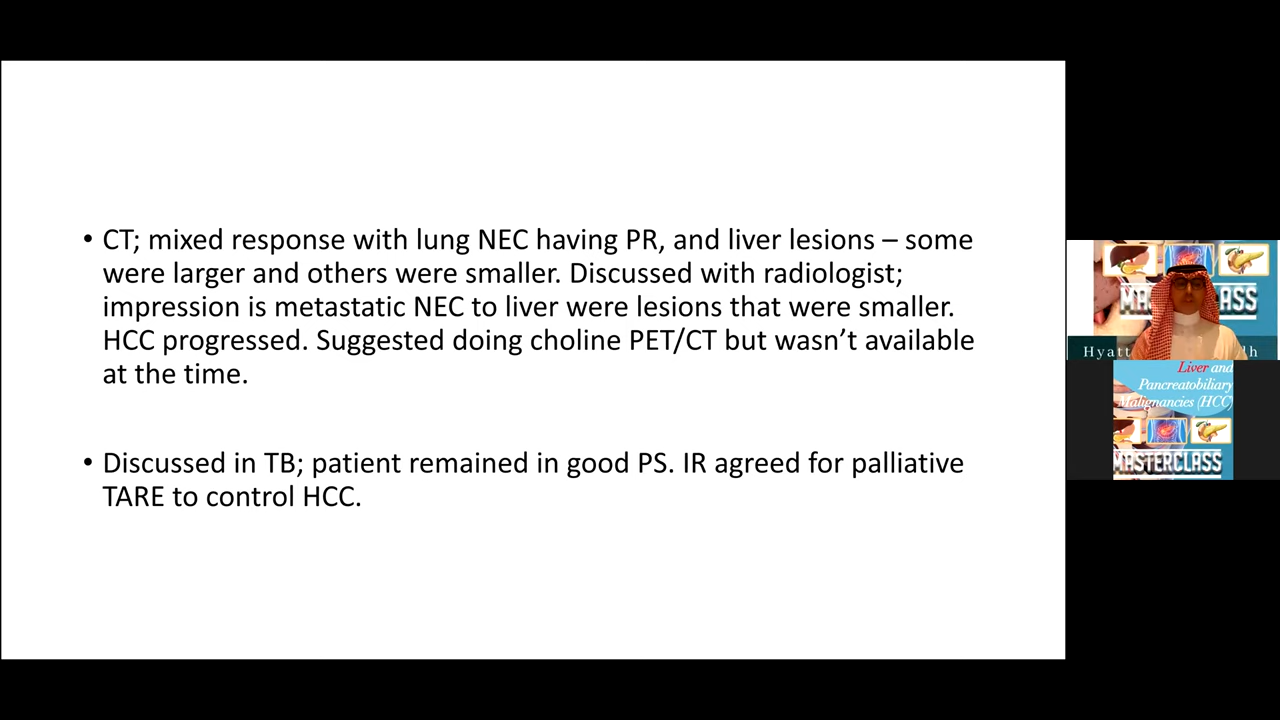 • CT; mixed response with lung NEC having PR, and liver lesions – some
were larger and others were smaller. Discussed with radiologist;
impression is metastatic NEC to liver were lesions that were smaller.
HCC progressed. Suggested doing choline PET/CT but wasn’t available
at the time.
• Discussed in TB; patient remained in good PS. IR agreed for palliative
TARE to control HCC.
Liver and
Pancreatobiliary
Malignancies (HCC)
MASTERCLASS